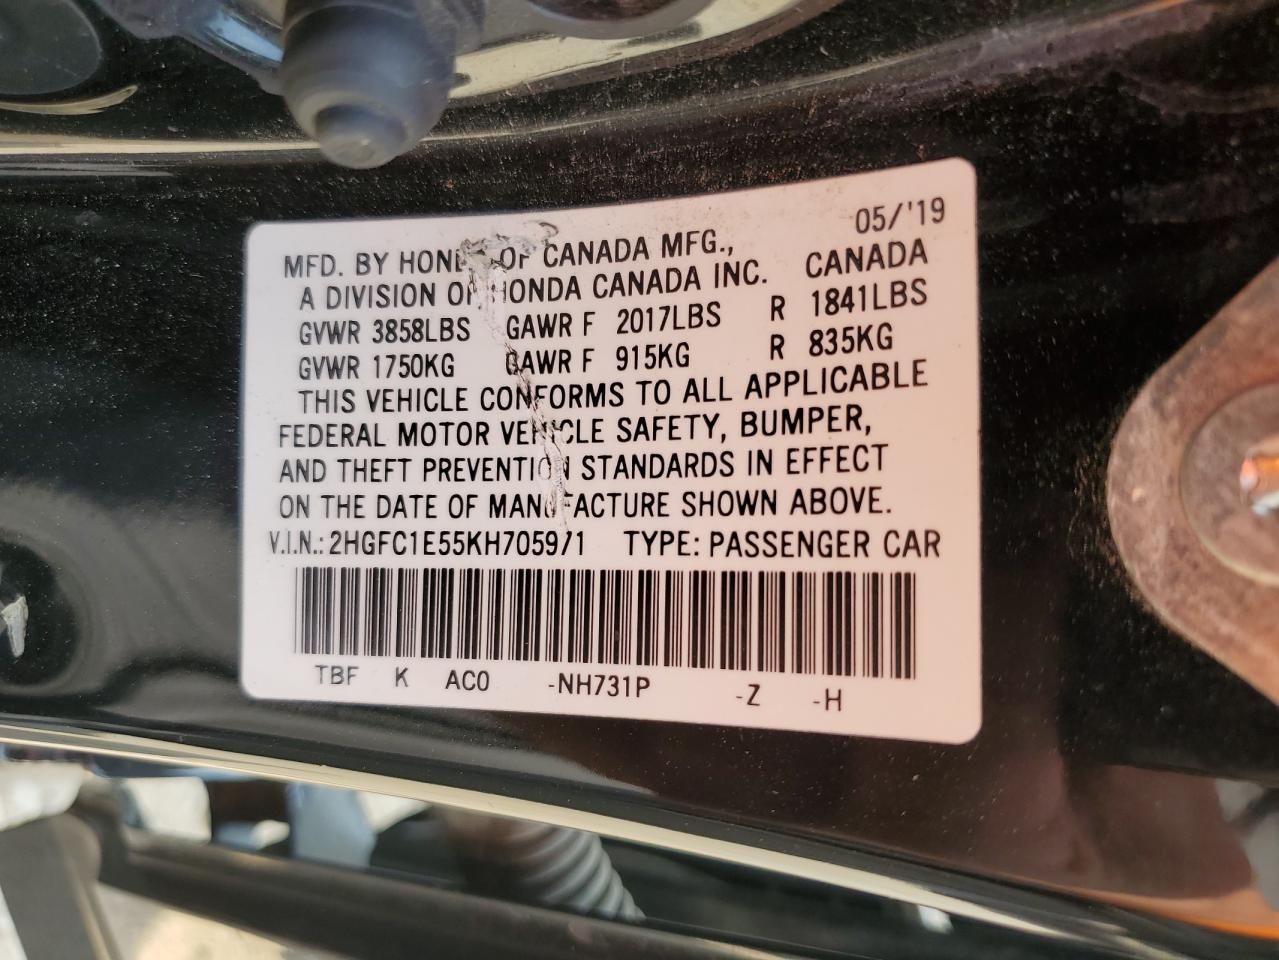 05/'19
MFD. BY HONDA OF CANADA MFG.,
A DIVISION OF HONDA CANADA INC. CANADA
GVWR 3858LBS GAWR F 2017LBS R 1841LBS
GVWR 1750KG GAWR F 915KG R 835KG
THIS VEHICLE CONFORMS TO ALL APPLICABLE
FEDERAL MOTOR VEHICLE SAFETY, BUMPER,
AND THEFT PREVENTION STANDARDS IN EFFECT
ON THE DATE OF MANUFACTURE SHOWN ABOVE.
V.I.N.: 2HGFC1E55KH705971 TYPE: PASSENGER CAR
TBF K AC0 -NH731P -Z -H